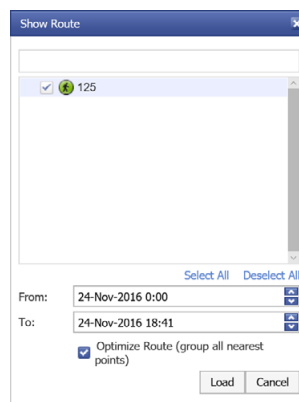 Show Route
125
Select All Deselect All
From: 24-Nov-2016 0:00
To: 24-Nov-2016 18:41
Optimize Route (group all nearest
points)
Load Cancel